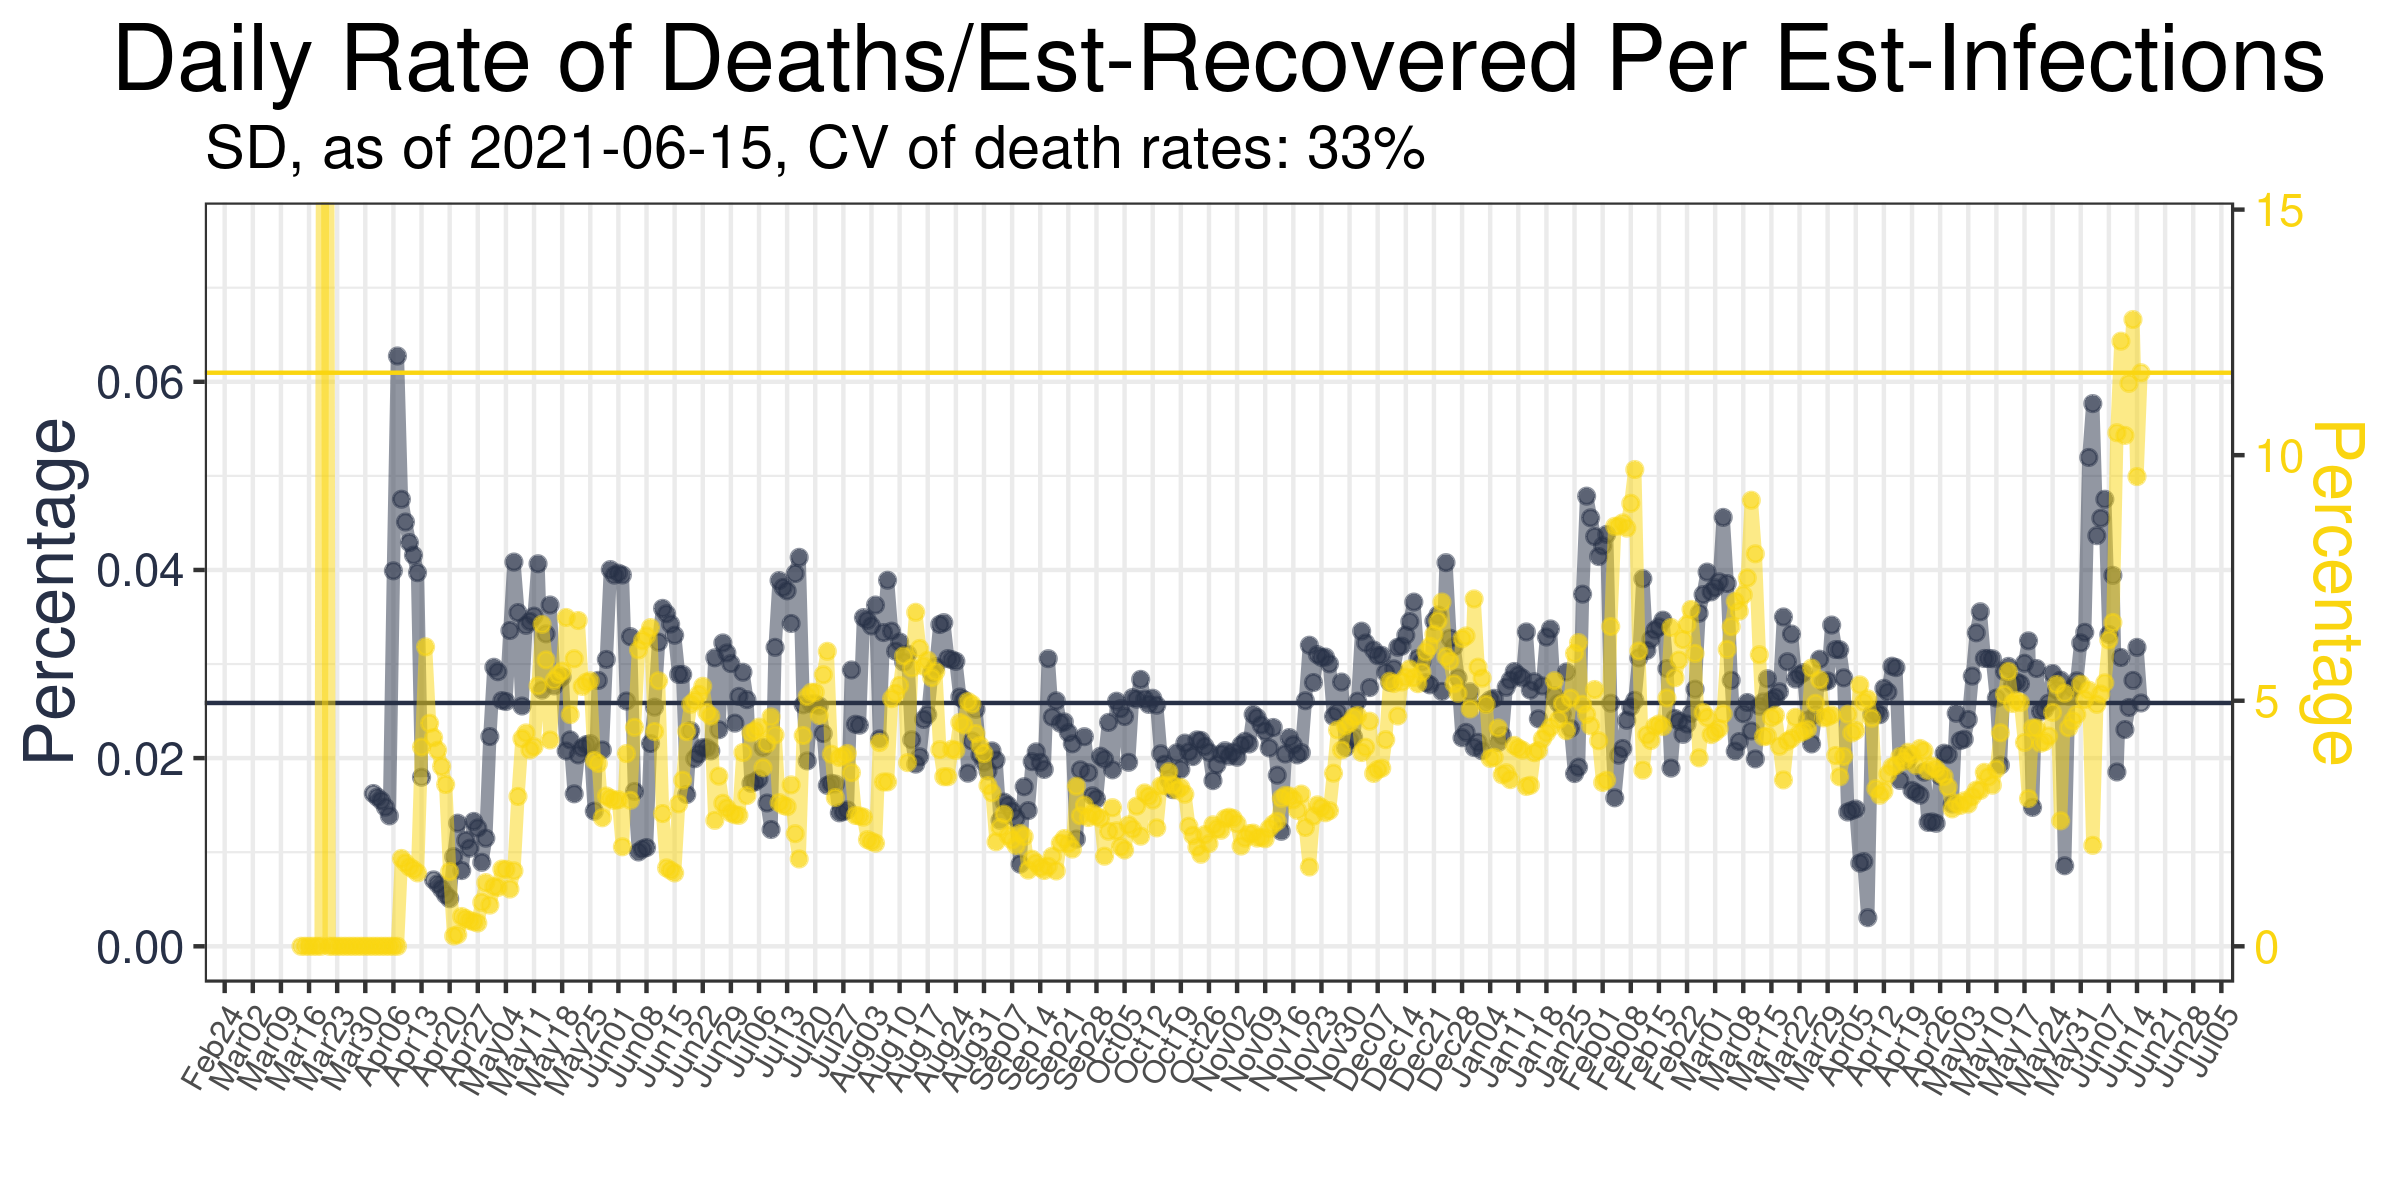 Daily Rate of Deaths/Est-Recovered Per Est-Infections
SD, as of 2021-06-15, CV of death rates: 33%
Percentage
0.06
0.04
0.02
0.00
15
10
5
0
Percentage
Feb24
Mar02
Mar09
Mar16
Mar23
Mar30
Apr06
Apr13
Apr20
Apr27
May04
May11
May18
May25
Jun01
Jun08
Jun15
Jun22
Jun29
Jul06
Jul13
Jul20
Jul27
Aug03
Aug10
Aug17
Aug24
Aug31
Sep07
Sep14
Sep21
Sep28
Oct05
Oct12
Oct19
Oct26
Nov02
Nov09
Nov16
Nov23
Nov30
Dec07
Dec14
Dec21
Dec28
Jan04
Jan11
Jan18
Jan25
Feb01
Feb08
Feb15
Feb22
Mar01
Mar08
Mar15
Mar22
Mar29
Apr05
Apr12
Apr19
Apr26
May03
May10
May17
May24
May31
Jun07
Jun14
Jun21
Jun28
Jul05